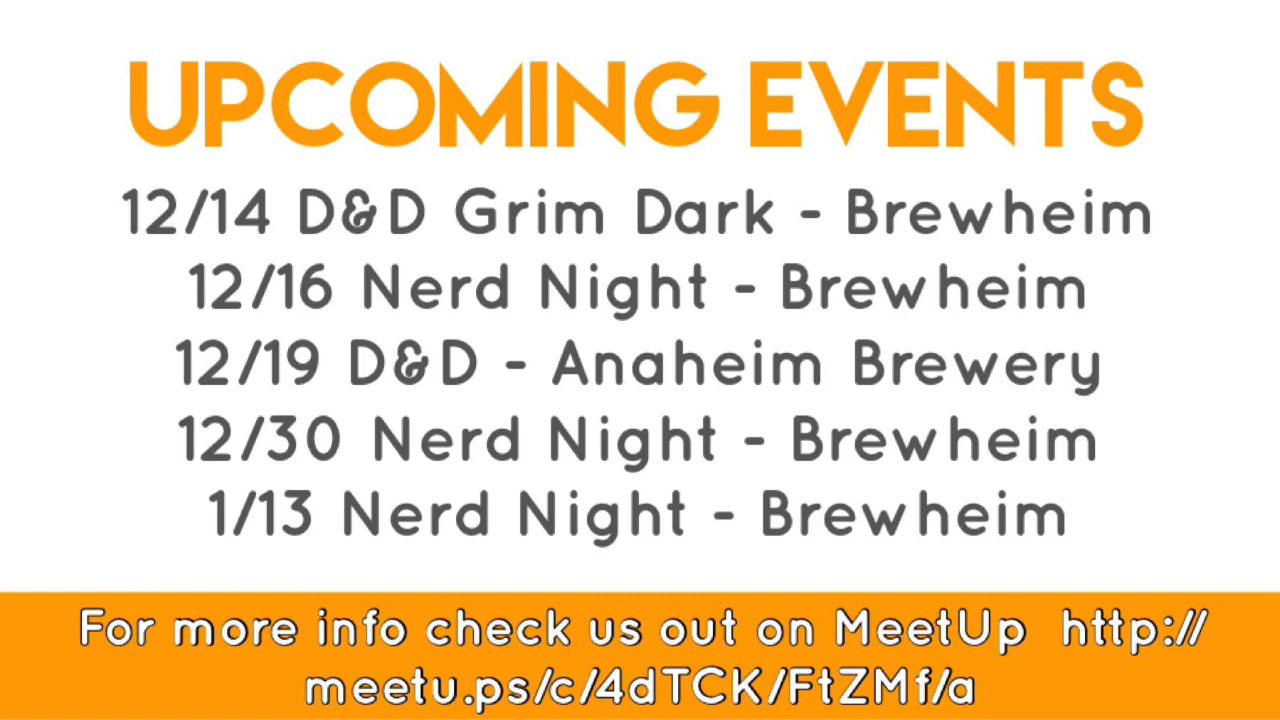 UPCOMING EVENTS
12/14 D&D Grim Dark - Brewheim
12/16 Nerd Night - Brewheim
12/19 D&D - Anaheim Brewery
12/30 Nerd Night - Brewheim
1/13 Nerd Night - Brewheim
For more info check us out on MeetUp http://
meetu.ps/c/4dTCK/FtZMf/a